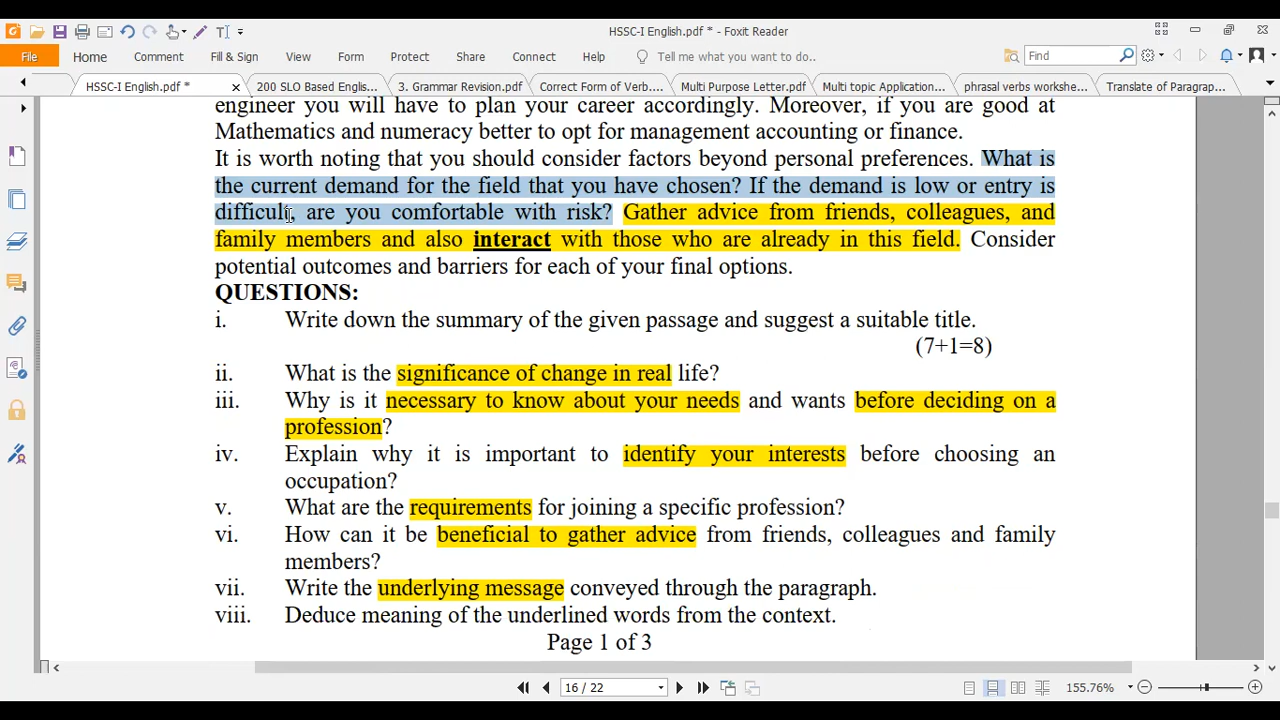 HSSC-I English.pdf * - Foxit Reader
File Home Comment Fill & Sign View Form Protect Share Connect Help Tell me what you want to do.. Find
HSSC-I English.pdf * 200 SLO Based Englis... 3. Grammar Revision.pdf Correct Form of Verb.... Multi Purpose Letter.pdf Multi topic Application... phrasal verbs workshe... Translate of Paragrap...
engineer you will have to plan your career accordingly. Moreover, if you are good at
Mathematics and numeracy better to opt for management accounting or finance.
It is worth noting that you should consider factors beyond personal preferences. What is
the current demand for the field that you have chosen? If the demand is low or entry is
difficult, are you comfortable with risk? Gather advice from friends, colleagues, and
family members and also interact with those who are already in this field. Consider
potential outcomes and barriers for each of your final options.
QUESTIONS:
i. Write down the summary of the given passage and suggest a suitable title.
(7+1=8)
ii. What is the significance of change in real life?
iii. Why is it necessary to know about your needs and wants before deciding on a
profession?
iv. Explain why it is important to identify your interests before choosing an
occupation?
v. What are the requirements for joining a specific profession?
vi. How can it be beneficial to gather advice from friends, colleagues and family
members?
vii. Write the underlying message conveyed through the paragraph.
viii. Deduce meaning of the underlined words from the context.
Page 1 of 3
16 / 22 155.76%